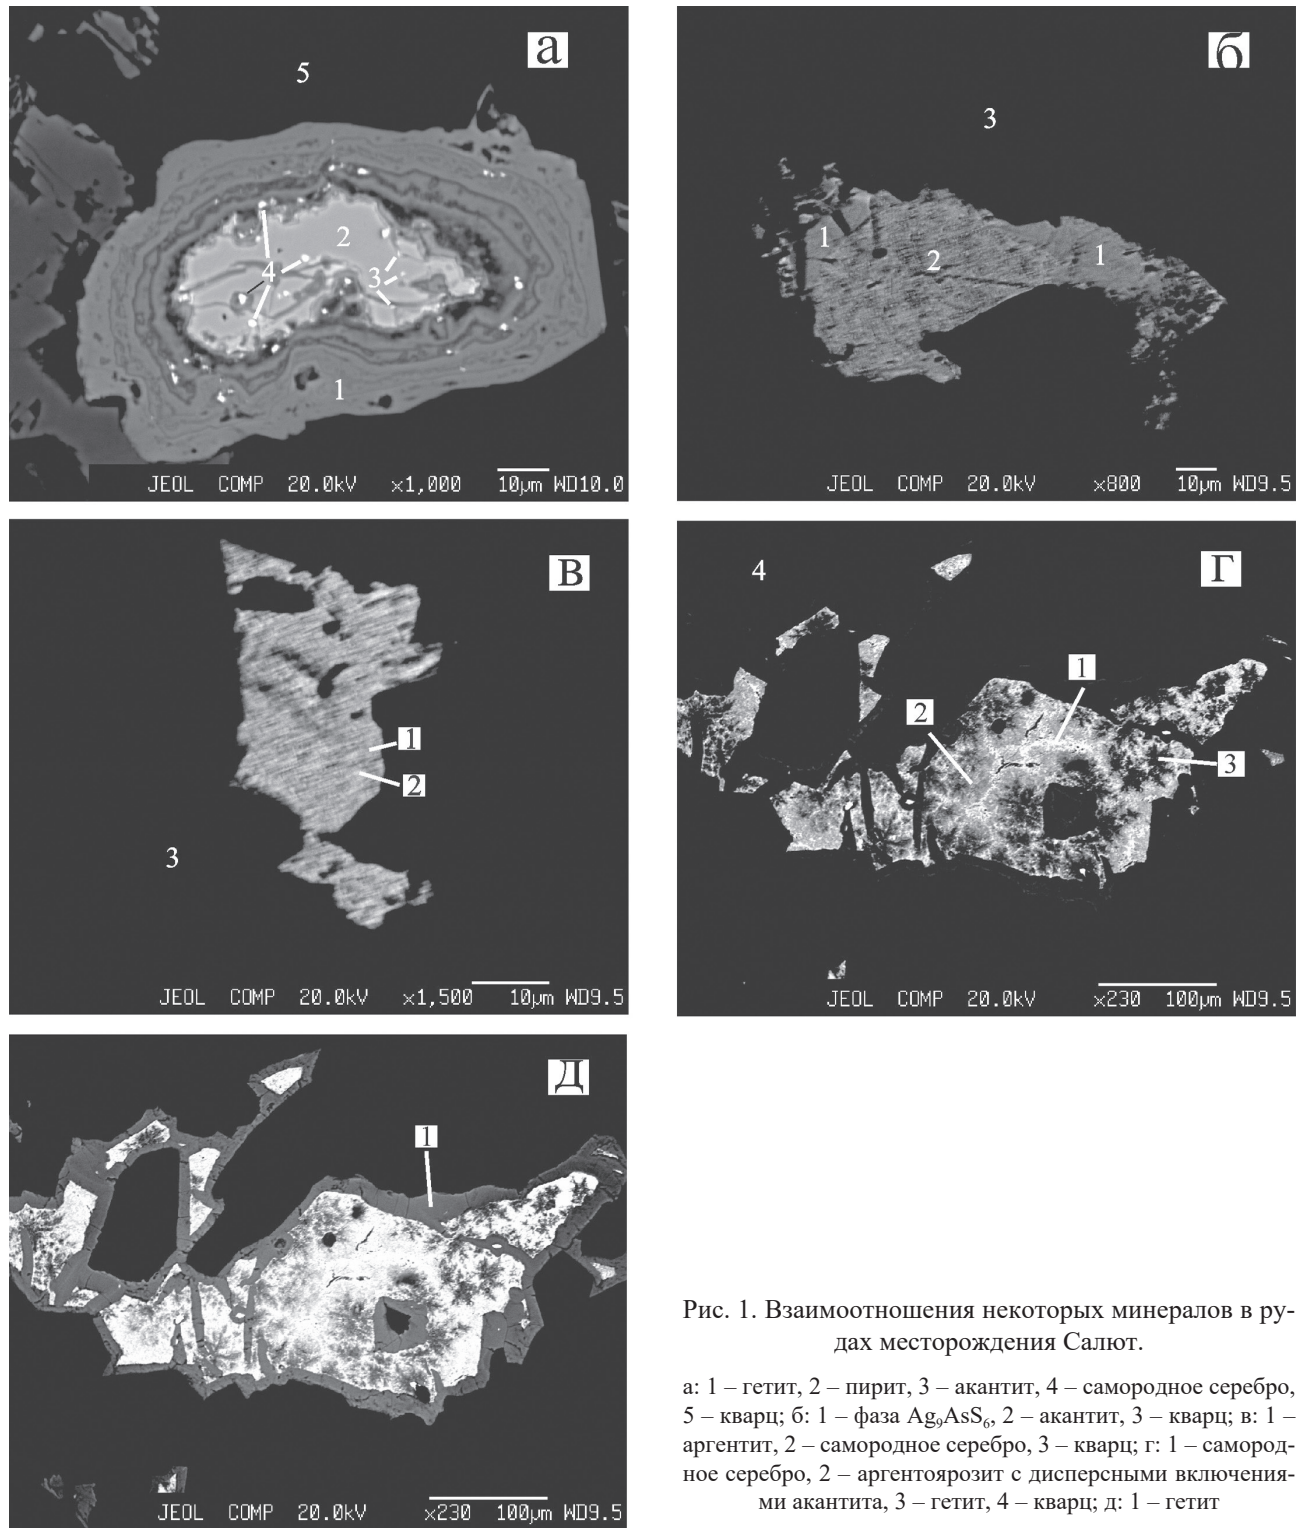 а
5
2
4
3
1
JEOL COMP 20.0kV ×1,000 10µm WD10.0
б
3
1
2
1
JEOL COMP 20.0kV ×800 10µm WD9.5
в
1
2
3
JEOL COMP 20.0kV ×1,500 10µm WD9.5
г
4
1
2
3
JEOL COMP 20.0kV ×230 100µm WD9.5
д
1
JEOL COMP 20.0kV ×230 100µm WD9.5
Рис. 1. Взаимоотношения некоторых минералов в ру-
дах месторождения Салют.
а: 1 – гетит, 2 – пирит, 3 – акантит, 4 – самородное серебро,
5 – кварц; б: 1 – фаза Ag₉AsS₆, 2 – акантит, 3 – кварц; в: 1 –
аргентит, 2 – самородное серебро, 3 – кварц; г: 1 – самород-
ное серебро, 2 – аргентоярозит с дисперсными включения-
ми акантита, 3 – гетит, 4 – кварц; д: 1 – гетит